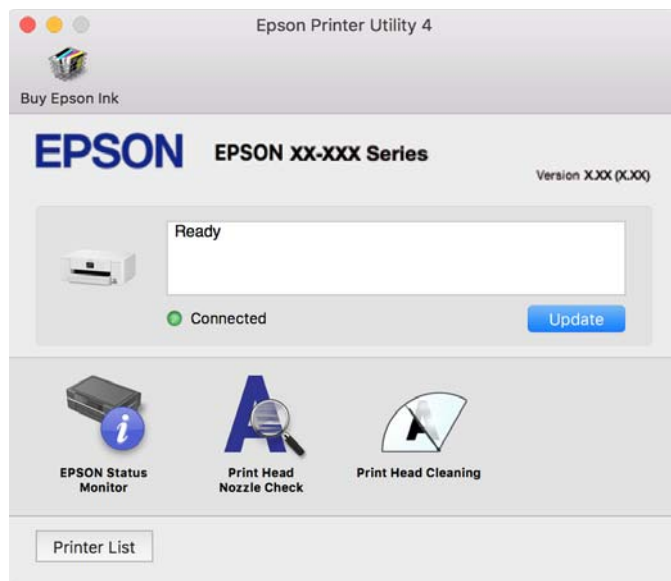 Epson Printer Utility 4
Buy Epson Ink
EPSON
EPSON XX-XXX Series
Version X.XX (X.XX)
Ready
Connected
Update
EPSON Status
Monitor
Print Head
Nozzle Check
Print Head Cleaning
Printer List